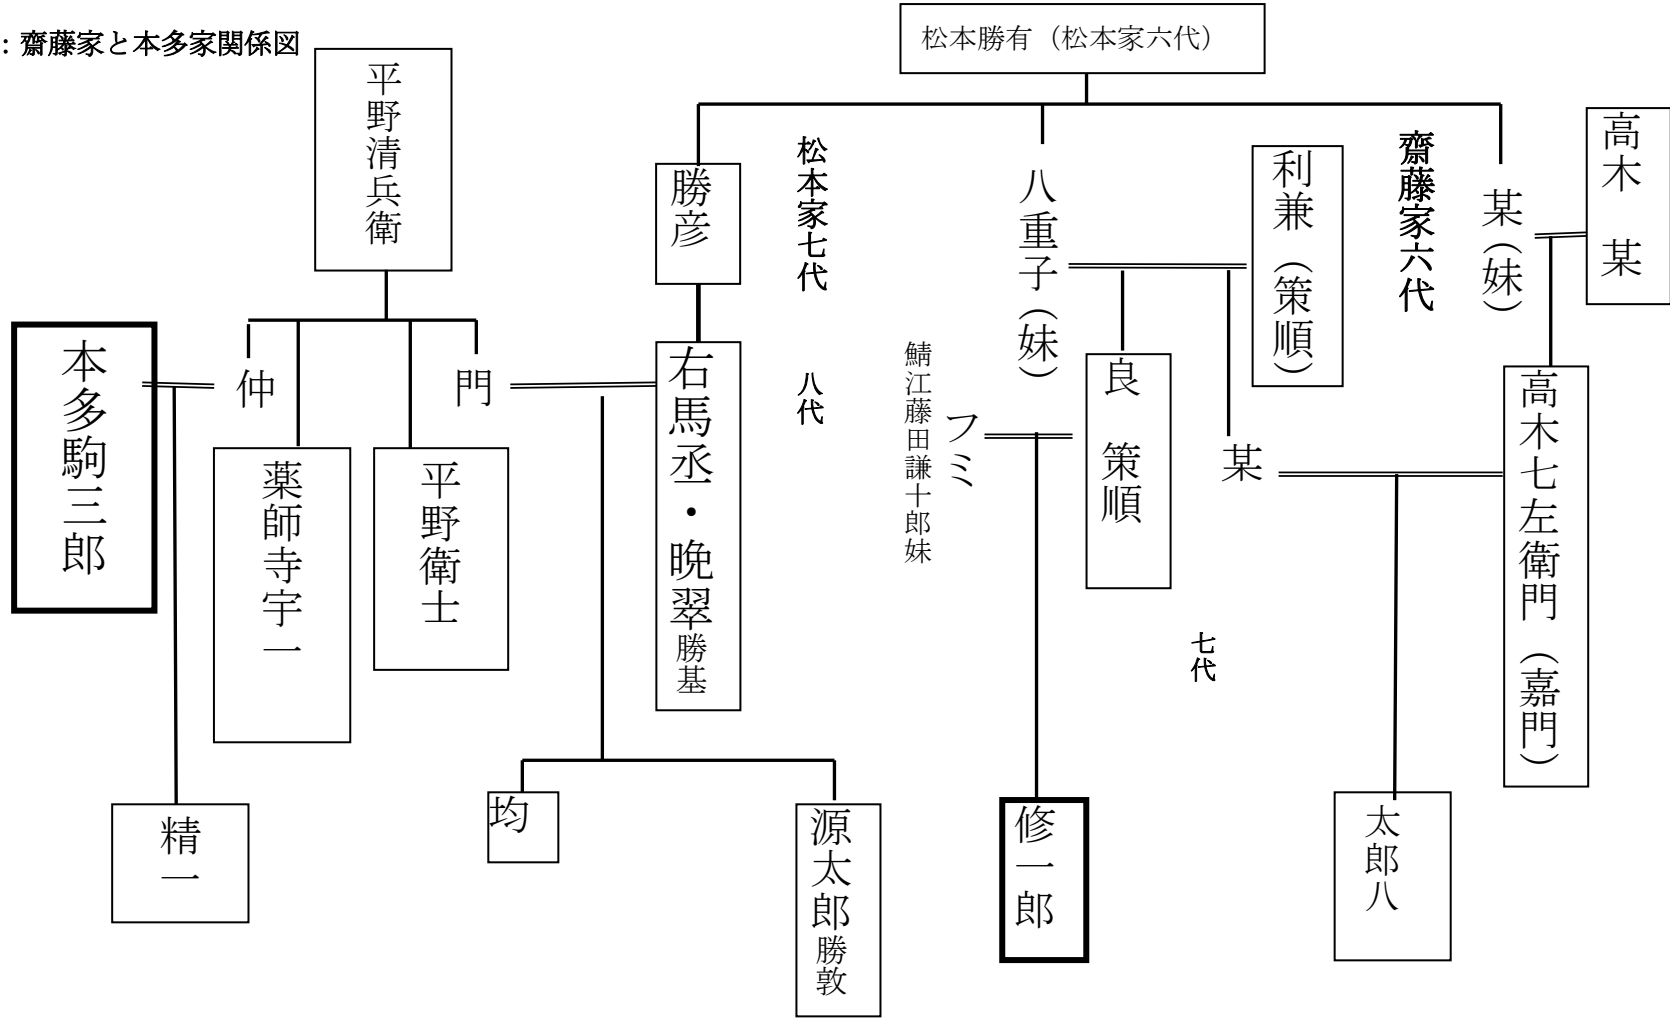 ：齋藤家と本多家関係図
松本勝有（松本家六代）
高木　某
某（妹）
齋藤家六代
利兼（策順）
八重子（妹）
松本家七代
勝彦
平野清兵衛
高木七左衛門（嘉門）
某
良　策順
フミ
鯖江藤田謙十郎妹
八代
右馬丞・晩翠勝基
門
仲
本多駒三郎
平野衛士
薬師寺宇一
七代
太郎八
修一郎
源太郎勝敦
均
精一